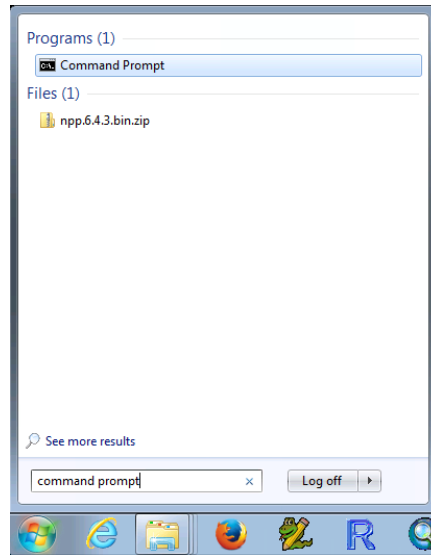 Programs (1)
Command Prompt
Files (1)
npp.6.4.3.bin.zip
See more results
command prompt
Log off